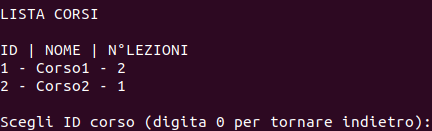 LISTA CORSI
ID | NOME | N°LEZIONI
1 - Corso1 - 2
2 - Corso2 - 1
Scegli ID corso (digita 0 per tornare indietro):